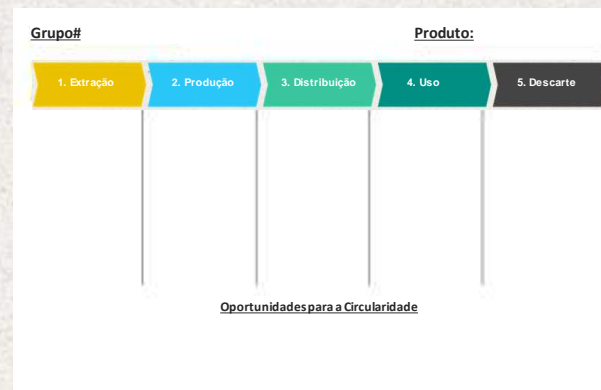 Grupo# Produto:
1. Extração 2. Produção 3. Distribuição 4. Uso 5. Descarte
Oportunidades para a Circularidade